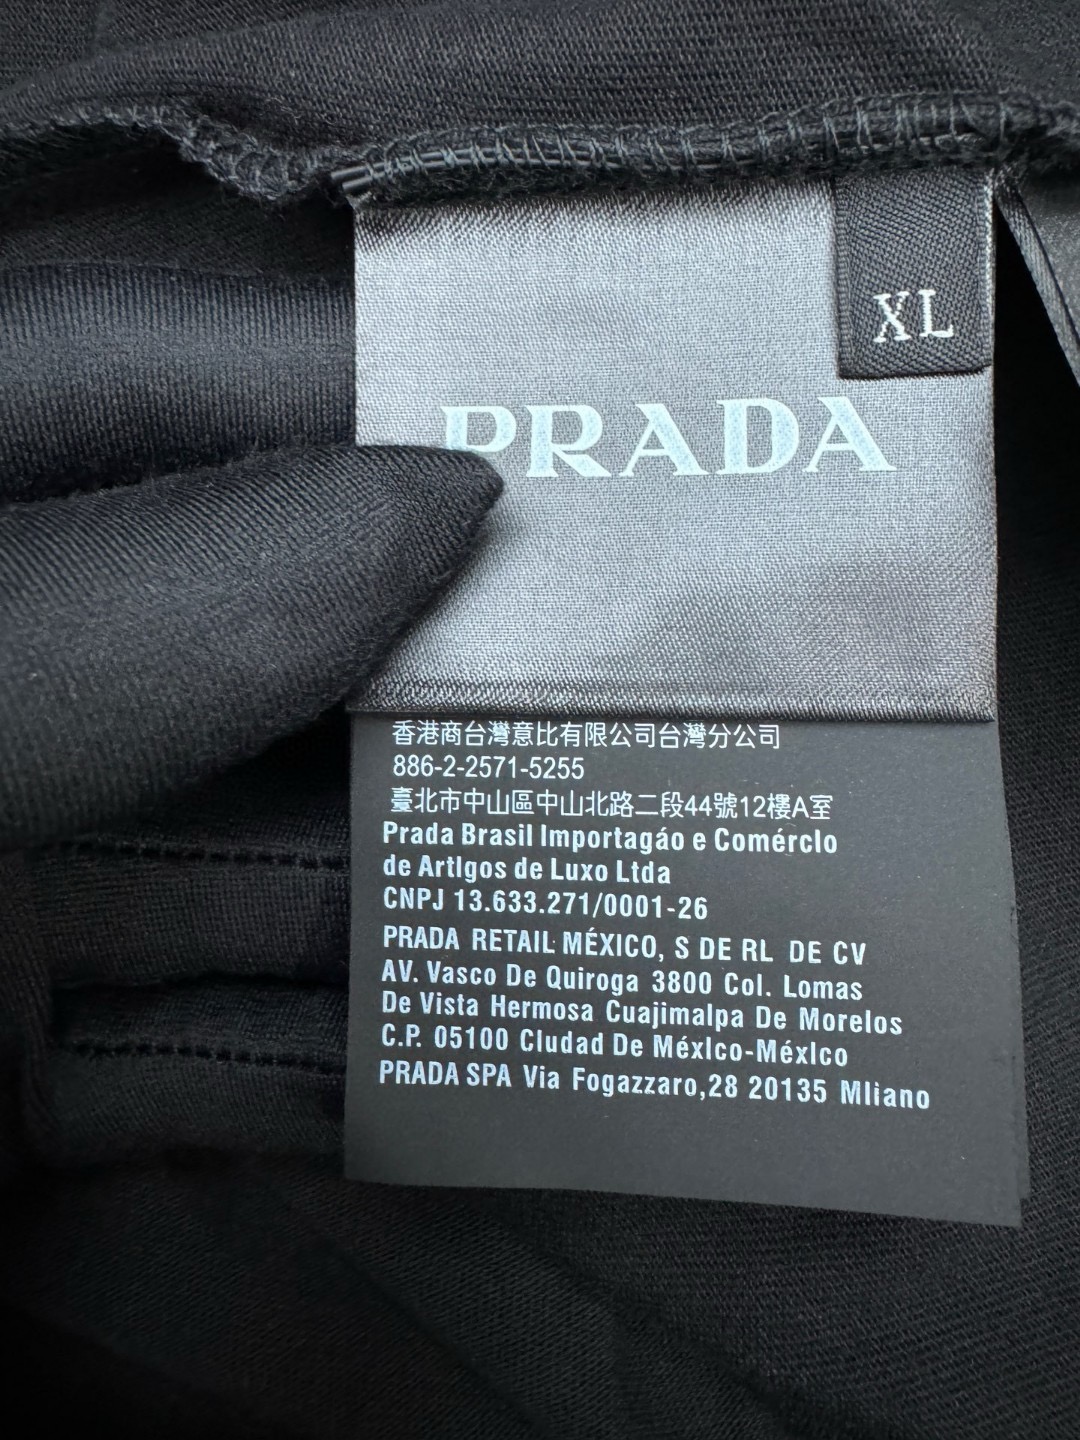 XL
PRADA
香港商台灣意比有限公司台灣分公司
886-2-2571-5255
臺北市中山區中山北路二段44號12樓A室
Prada Brasil Importagáo e Comérclo
de Artlgos de Luxo Ltda
CNPJ 13.633.271/0001-26
PRADA RETAIL MÉXICO, S DE RL DE CV
AV. Vasco De Quiroga 3800 Col. Lomas
De Vista Hermosa Cuajimalpa De Morelos
C.P. 05100 Cludad De Méxlco-Méxlco
PRADA SPA Via Fogazzaro,28 20135 Mliano